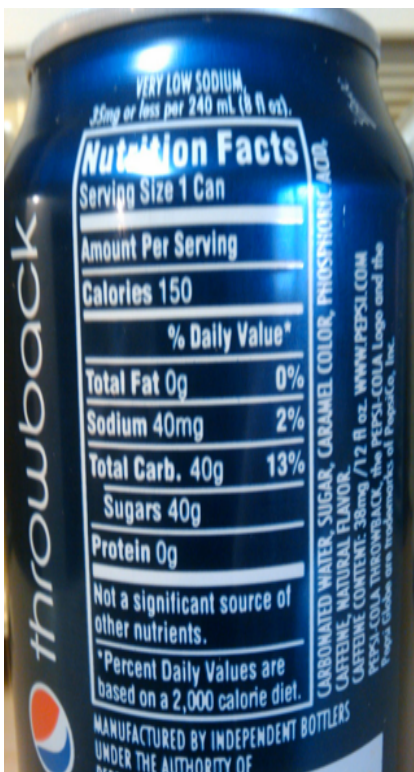 VERY LOW SODIUM,
35mg or less per 240 mL (8 fl oz).
Nutrition Facts
Serving Size 1 Can
Amount Per Serving
Calories 150
% Daily Value*
Total Fat 0g 0%
Sodium 40mg 2%
Total Carb. 40g 13%
Sugars 40g
Protein 0g
Not a significant source of
other nutrients.
*Percent Daily Values are
based on a 2,000 calorie diet.
MANUFACTURED BY INDEPENDENT BOTTLERS
UNDER THE AUTHORITY OF
throwback
CARBONATED WATER, SUGAR, CARAMEL COLOR, PHOSPHORIC ACID,
CAFFEINE, NATURAL FLAVOR.
CAFFEINE CONTENT: 38mg/12 fl oz. WWW.PEPSI.COM
PEPSI COLA THROWBACK, the PEPSI COLA Logo and the
Pepsi Globe are trademarks of PepsiCo, Inc.